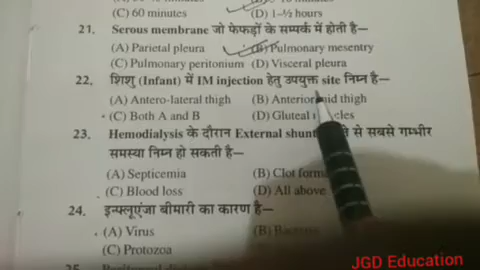 (C) 60 minutes (D) 1–½ hours
21. Serous membrane जो फेफड़ों के सम्पर्क में होती है—
(A) Parietal pleura (B) Pulmonary mesentry
(C) Pulmonary peritonium (D) Visceral pleura
22. शिशु (Infant) में IM injection हेतु उपयुक्त site निम्न है—
(A) Antero-lateral thigh (B) Anterior mid thigh
(C) Both A and B (D) Gluteal
23. Hemodialysis के दौरान External shunt से सबसे गम्भीर
समस्या निम्न हो सकती है—
(A) Septicemia (B) Clot
(C) Blood loss (D) All above
24. इन्फ्लूएंजा बीमारी का कारण है—
(A) Virus (B)
(C) Protozoa
JGD Education